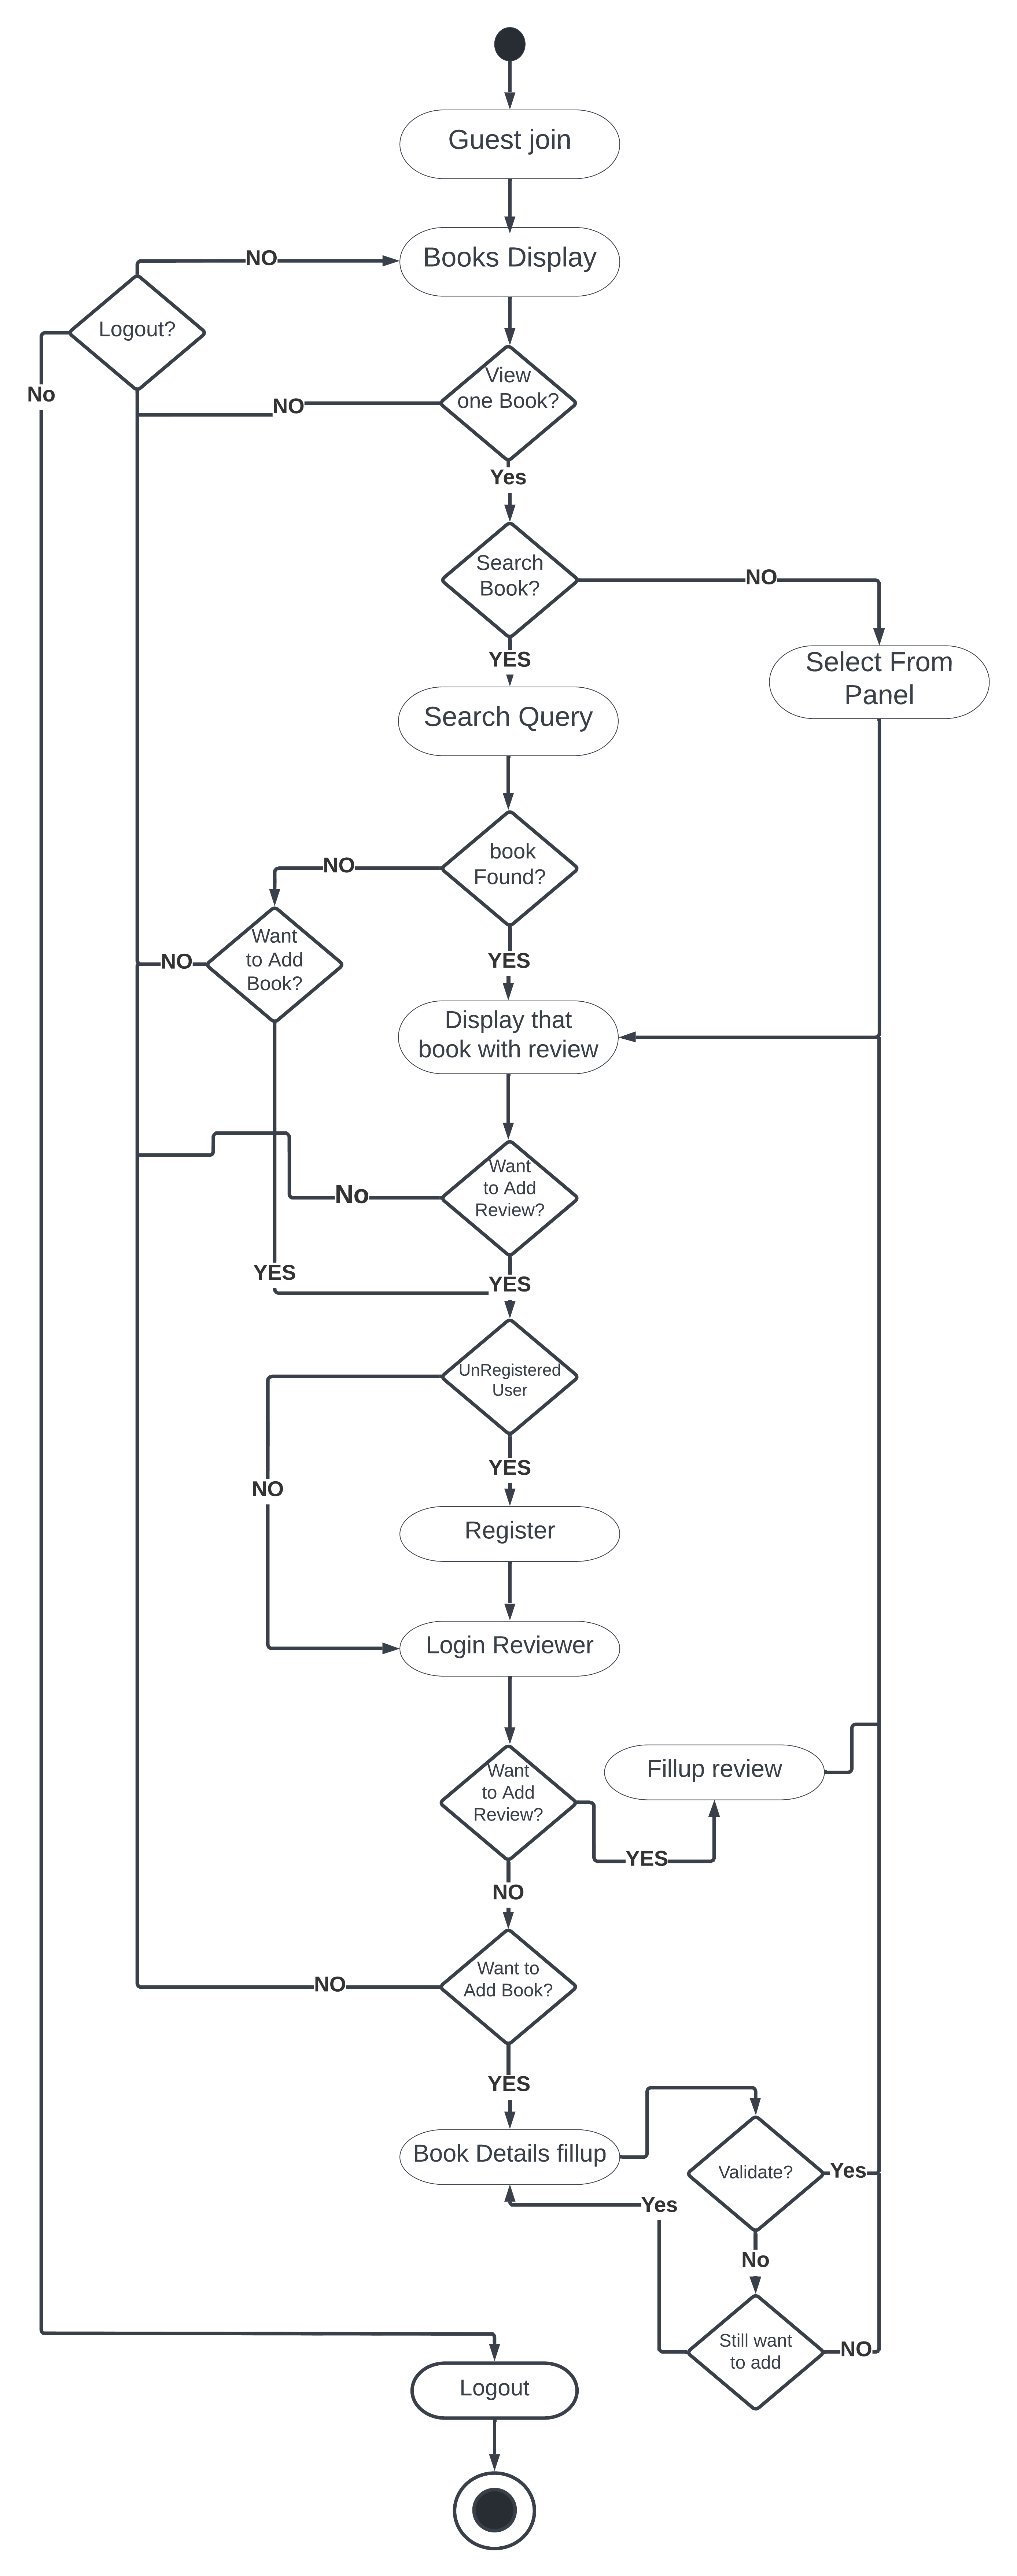 Guest join
Books Display
NO
Logout?
No
View
one Book?
NO
Yes
Search
Book?
NO
YES
Select From
Panel
Search Query
book
Found?
NO
Want
to Add
Book?
NO
YES
Display that
book with review
Want
to Add
Review?
No
YES
YES
UnRegistered
User
NO
YES
Register
Login Reviewer
Want
to Add
Review?
Fillup review
YES
NO
Want to
Add Book?
NO
YES
Book Details fillup
Validate?
Yes
Yes
No
Still want
to add
NO
Logout